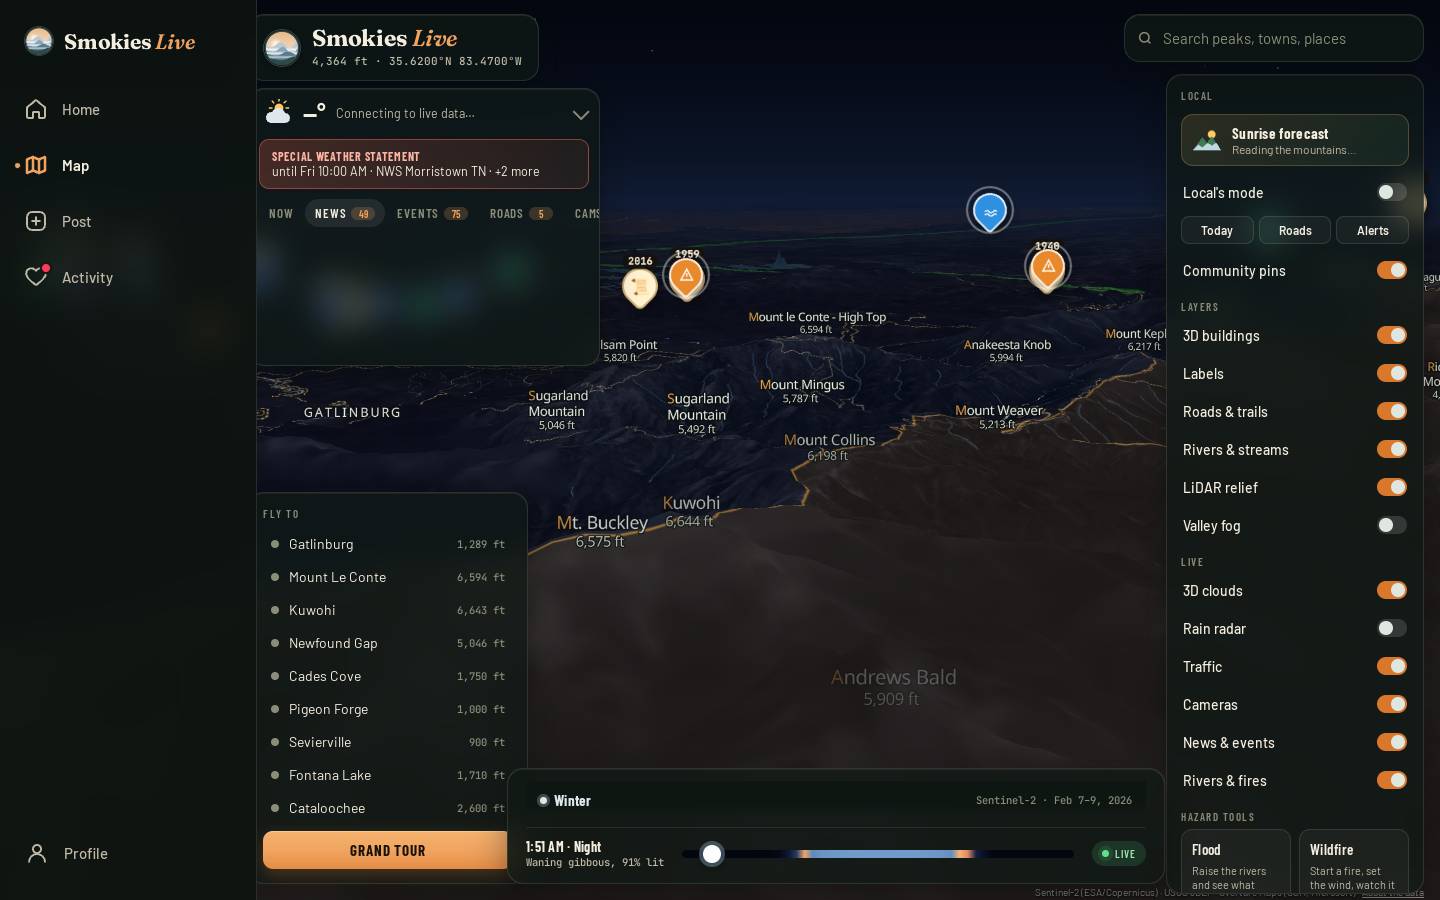 Smokies Live
Home
Map
Post
Activity
Profile
Smokies Live
4,364 ft · 35.6200°N 83.4700°W
—° Connecting to live data…
SPECIAL WEATHER STATEMENT
until Fri 10:00 AM · NWS Morristown TN · +2 more
NOW NEWS 49 EVENTS 75 ROADS 5 CAMS
Search peaks, towns, places
2016
1959
1940
Mount le Conte - High Top
6,594 ft
lsam Point
5,820 ft
Anakeesta Knob
5,994 ft
Mount Kep
6,217 ft
Sugarland
Mountain
5,046 ft
Sugarland
Mountain
5,492 ft
Mount Mingus
5,787 ft
GATLINBURG
Mount Weaver
5,213 ft
Mount Collins
6,198 ft
Kuwohi
6,644 ft
Mt. Buckley
6,575 ft
Andrews Bald
5,909 ft
FLY TO
Gatlinburg 1,289 ft
Mount Le Conte 6,594 ft
Kuwohi 6,643 ft
Newfound Gap 5,046 ft
Cades Cove 1,750 ft
Pigeon Forge 1,000 ft
Sevierville 900 ft
Fontana Lake 1,710 ft
Cataloochee 2,600 ft
GRAND TOUR
Winter Sentinel-2 · Feb 7–9, 2026
1:51 AM · Night
Waning gibbous, 91% lit
LIVE
LOCAL
Sunrise forecast
Reading the mountains…
Local's mode
Today Roads Alerts
Community pins
LAYERS
3D buildings
Labels
Roads & trails
Rivers & streams
LiDAR relief
Valley fog
LIVE
3D clouds
Rain radar
Traffic
Cameras
News & events
Rivers & fires
HAZARD TOOLS
Flood
Raise the rivers
and see what
Wildfire
Start a fire, set
the wind, watch it
Sentinel-2 (ESA/Copernicus)